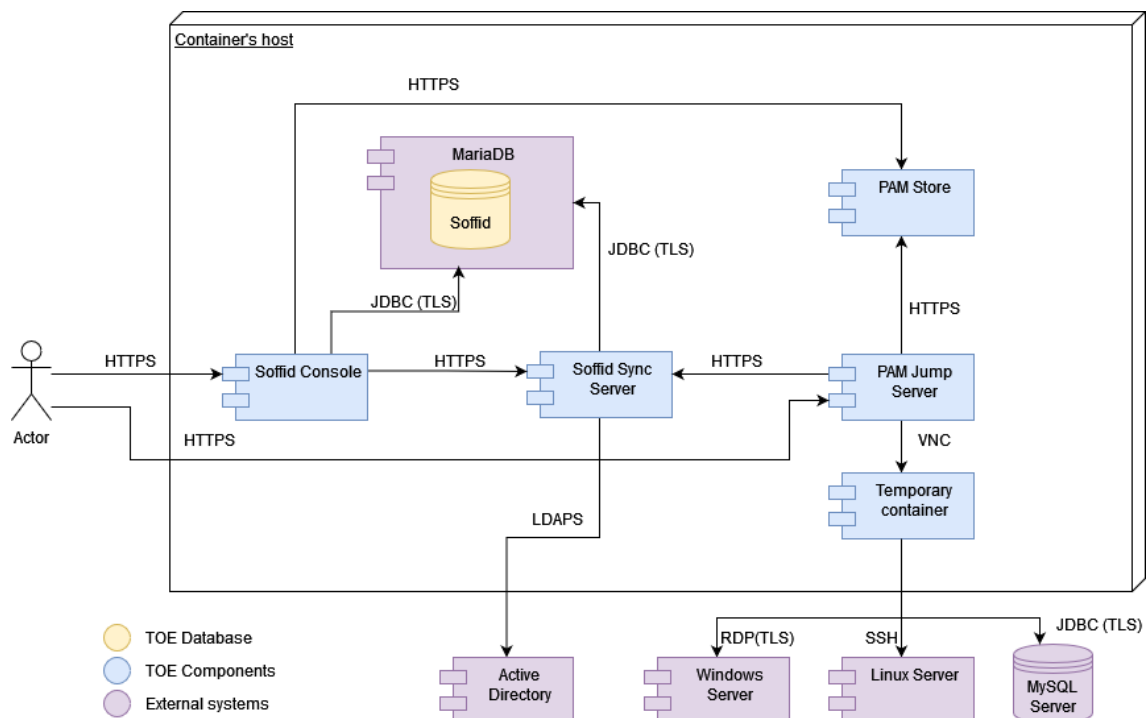 Container's host
HTTPS
MariaDB
Soffid
PAM Store
JDBC (TLS)
JDBC (TLS)
HTTPS
HTTPS
Soffid Console
HTTPS
Soffid Sync
Server
HTTPS
PAM Jump
Server
Actor
HTTPS
VNC
Temporary
container
LDAPS
TOE Database
TOE Components
External systems
RDP(TLS)
SSH
JDBC (TLS)
Active
Directory
Windows
Server
Linux Server
MySQL
Server